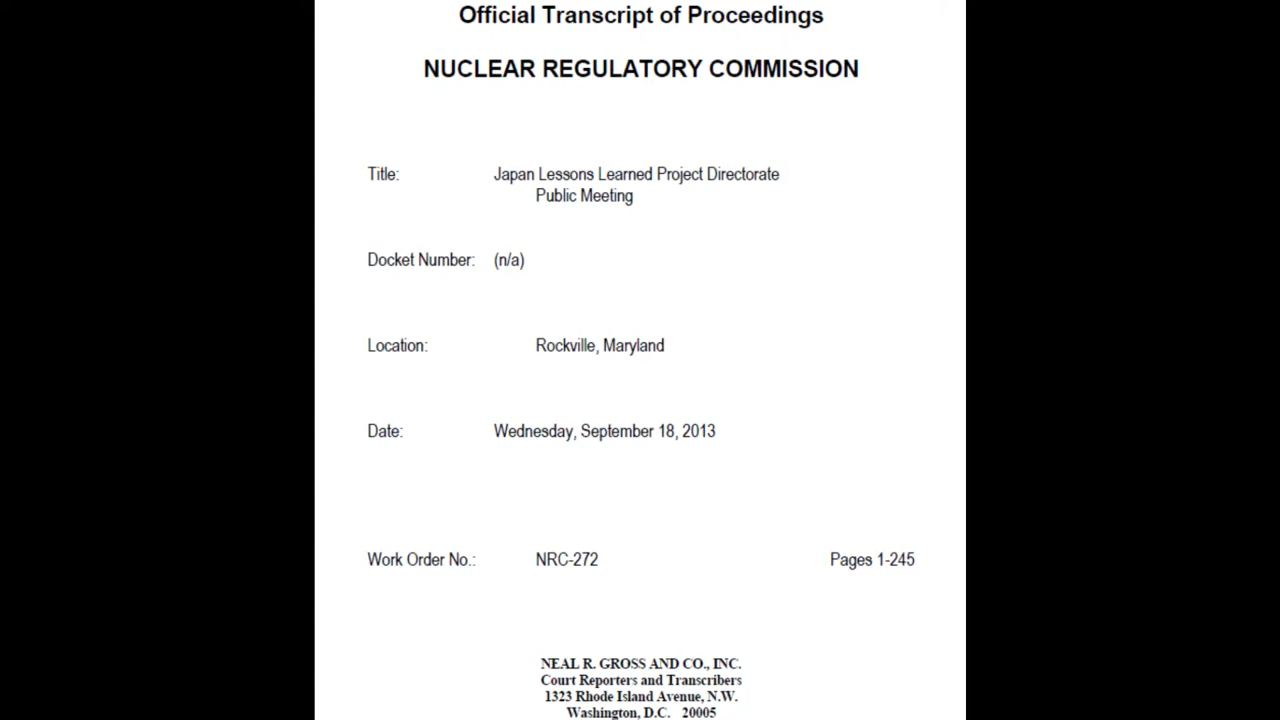 Official Transcript of Proceedings
NUCLEAR REGULATORY COMMISSION
Title: Japan Lessons Learned Project Directorate
Public Meeting
Docket Number: (n/a)
Location: Rockville, Maryland
Date: Wednesday, September 18, 2013
Work Order No.: NRC-272 Pages 1-245
NEAL R. GROSS AND CO., INC.
Court Reporters and Transcribers
1323 Rhode Island Avenue, N.W.
Washington, D.C. 20005